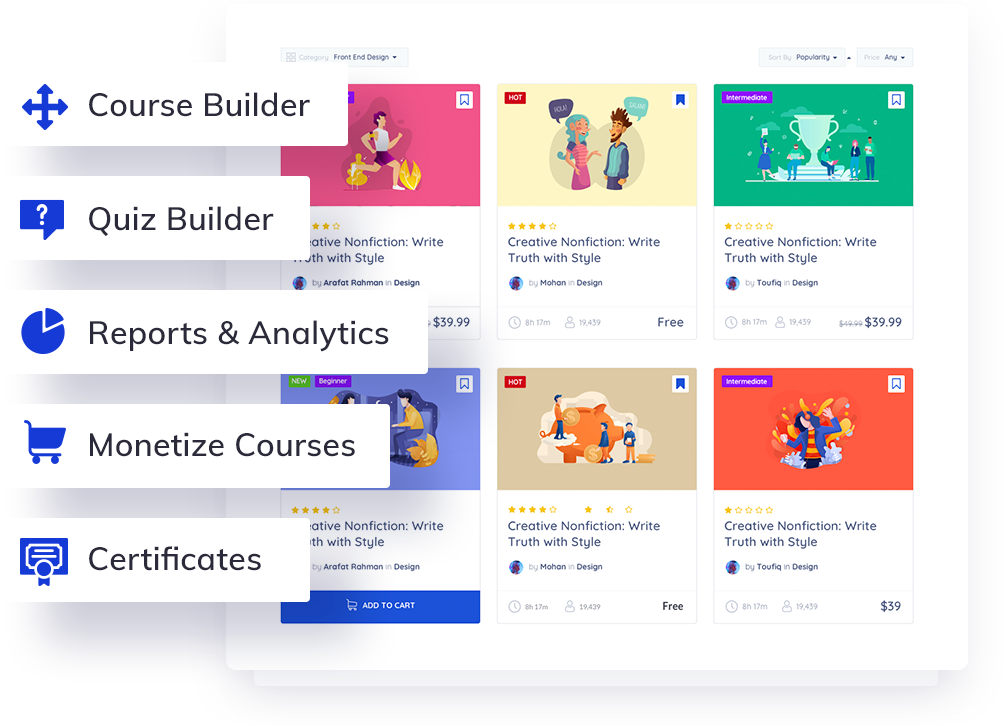 Category Front End Design
Sort By Popularity
Price Any
Course Builder
Quiz Builder
Reports & Analytics
Monetize Courses
Certificates
eative Nonfiction: Write
uth with Style
by Arafat Rahman in Design
$39.99
HOT
HOLA!
SALAM!
Creative Nonfiction: Write
Truth with Style
by Mohan in Design
8h 17m 19,439 Free
Intermediate
Creative Nonfiction: Write
Truth with Style
by Toufiq in Design
8h 17m 19,439 $49.99 $39.99
NEW Beginner
eative Nonfiction: Write
uth with Style
by Arafat Rahman in Design
ADD TO CART
HOT
Creative Nonfiction: Write
Truth with Style
by Mohan in Design
8h 17m 19,439 Free
Intermediate
Creative Nonfiction: Write
Truth with Style
by Toufiq in Design
8h 17m 19,439 $39